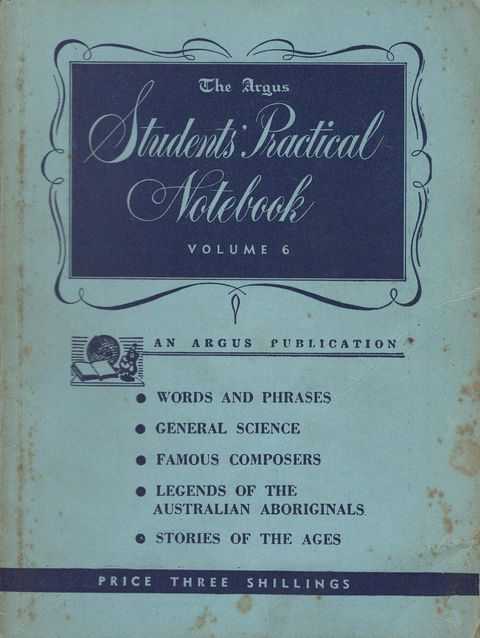 The Argus
Students' Practical
Notebook
VOLUME 6
AN ARGUS PUBLICATION
● WORDS AND PHRASES
● GENERAL SCIENCE
● FAMOUS COMPOSERS
● LEGENDS OF THE
AUSTRALIAN ABORIGINALS
● STORIES OF THE AGES
PRICE THREE SHILLINGS